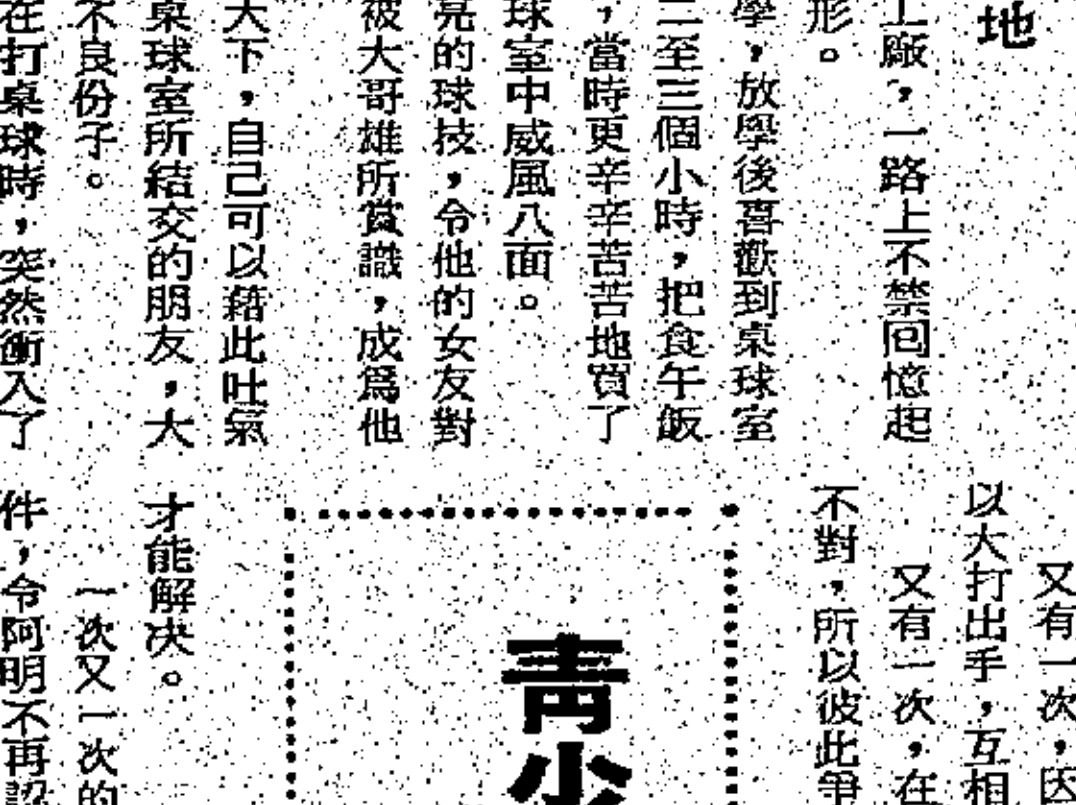 地
上廠,一路上不禁回憶起
形。
學,放學後喜歡到桌球室
二至三個小時,把食午飯
,當時更辛辛苦苦地買了
球室中威風八面。
亮的球技,令他的女友對
被大哥雄所賞識,成爲他
大下,自己可以藉此吐氣
桌球室所結交的朋友,大
不良份子。
在打桌球時,突然衝入了
又有一次,因
以大打出手,互相
又有一次,在
不對,所以彼此爭
青少
才能解决。
一次又一次的
件,令阿明不再認